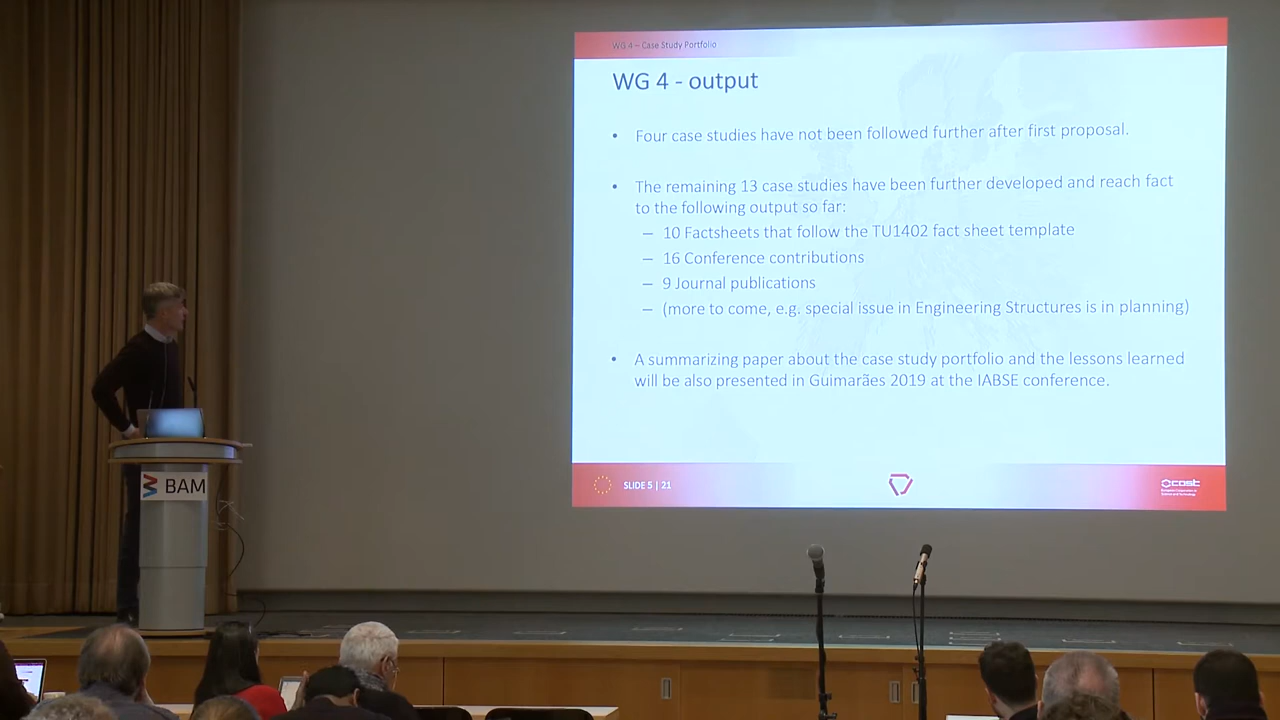 WG 4 – Case Study Portfolio
WG 4 - output
• Four case studies have not been followed further after first proposal.
• The remaining 13 case studies have been further developed and reach fact
to the following output so far:
– 10 Factsheets that follow the TU1402 fact sheet template
– 16 Conference contributions
– 9 Journal publications
– (more to come, e.g. special issue in Engineering Structures is in planning)
• A summarizing paper about the case study portfolio and the lessons learned
will be also presented in Guimarães 2019 at the IABSE conference.
SLIDE 5 | 21
cost
BAM